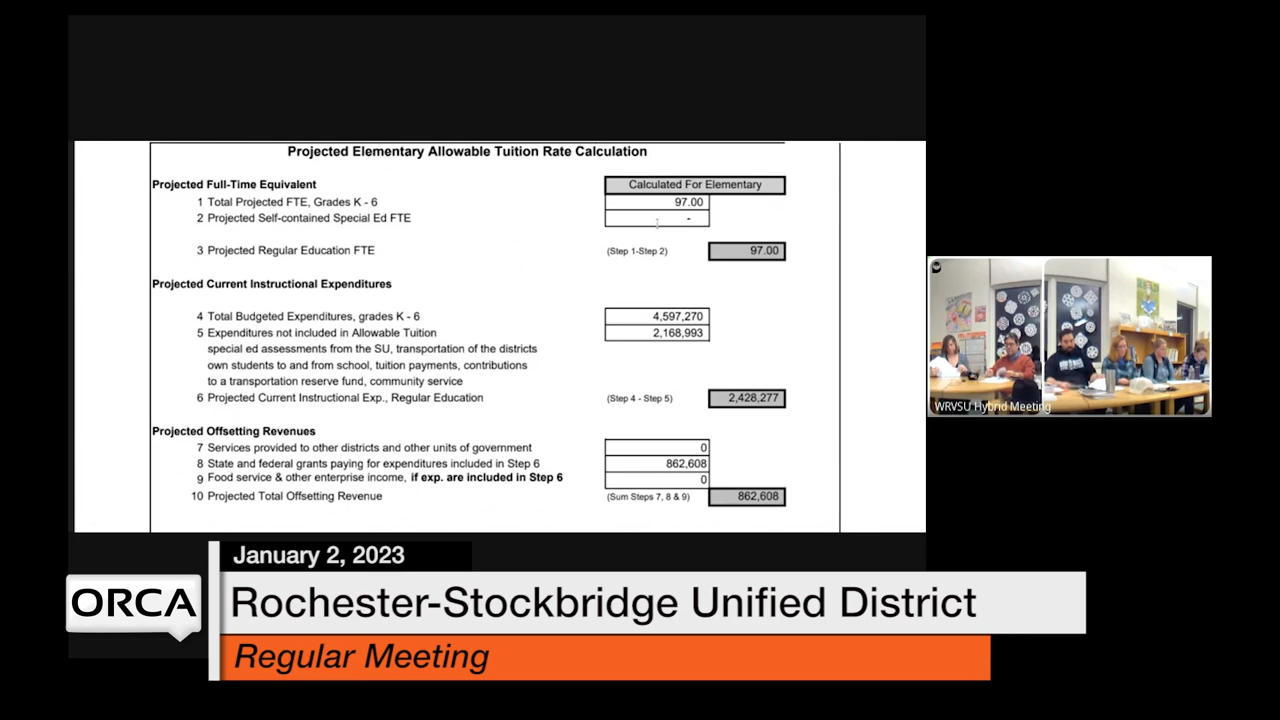 Projected Elementary Allowable Tuition Rate Calculation
Projected Full-Time Equivalent Calculated For Elementary
1 Total Projected FTE, Grades K - 6 97.00
2 Projected Self-contained Special Ed FTE -
3 Projected Regular Education FTE (Step 1-Step 2) 97.00
Projected Current Instructional Expenditures
4 Total Budgeted Expenditures, grades K - 6 4,597,270
5 Expenditures not included in Allowable Tuition 2,168,993
special ed assessments from the SU, transportation of the districts
own students to and from school, tuition payments, contributions
to a transportation reserve fund, community service
6 Projected Current Instructional Exp., Regular Education (Step 4 - Step 5) 2,428,277
Projected Offsetting Revenues
7 Services provided to other districts and other units of government 0
8 State and federal grants paying for expenditures included in Step 6 862,608
9 Food service & other enterprise income, if exp. are included in Step 6 0
10 Projected Total Offsetting Revenue (Sum Steps 7, 8 & 9) 862,608
WRVSU Hybrid Meeting
January 2, 2023
ORCA
Rochester-Stockbridge Unified District
Regular Meeting